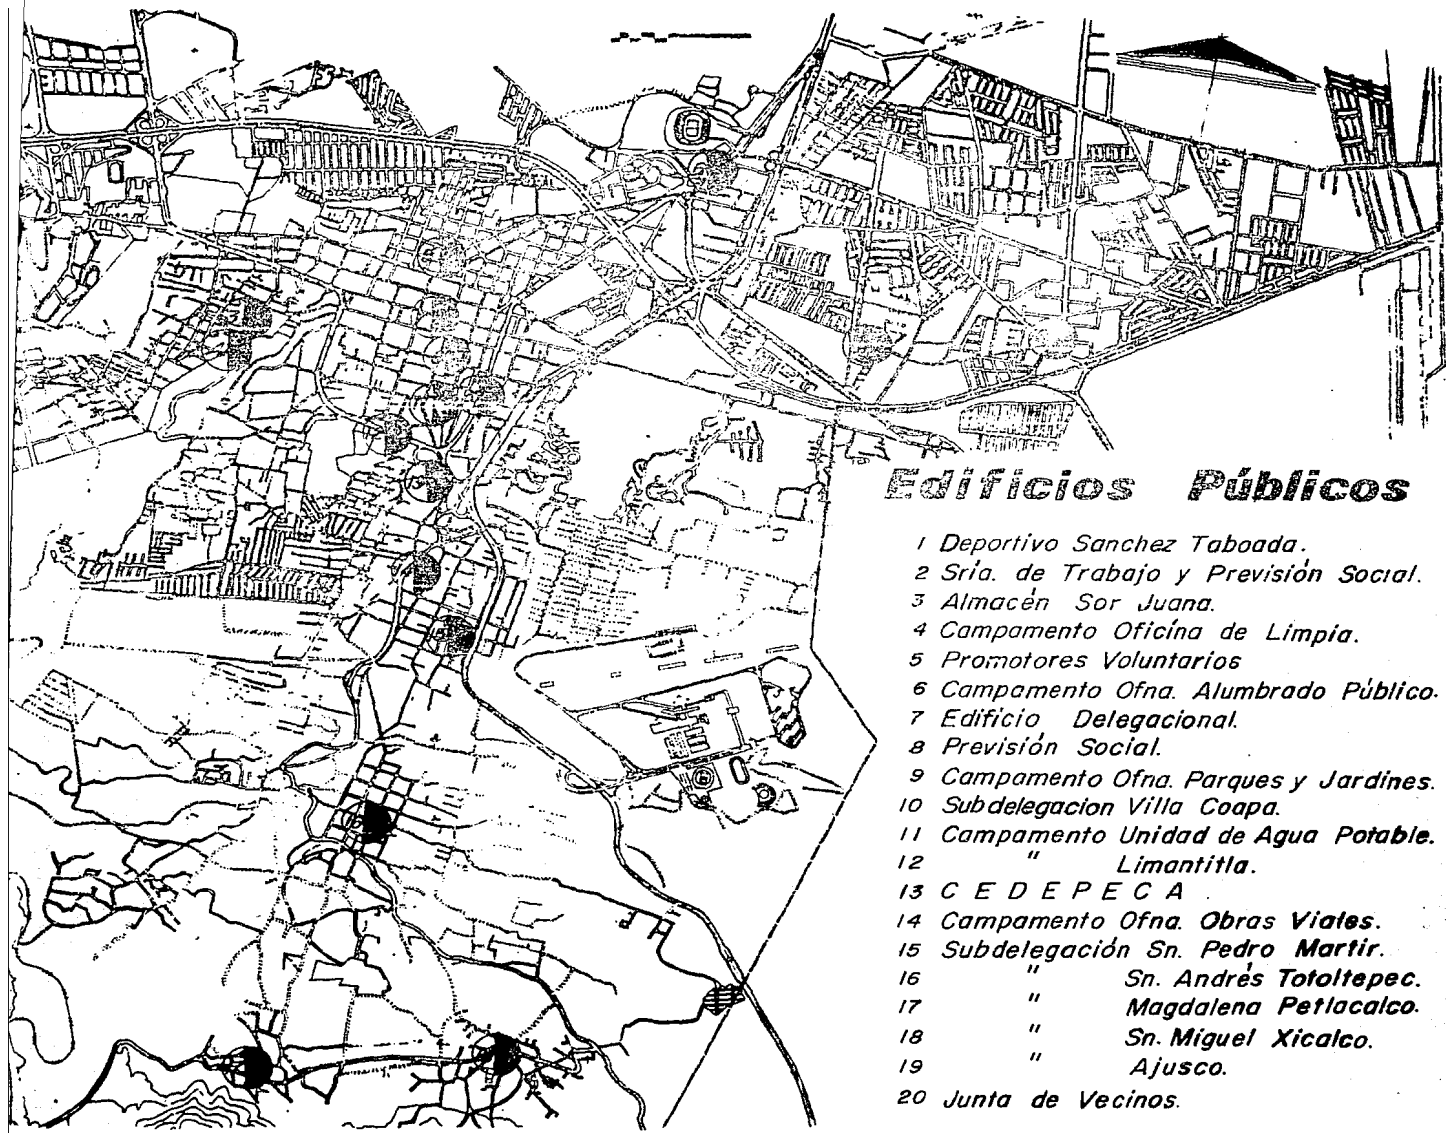 Edificios Públicos
1 Deportivo Sanchez Taboada.
2 Sría. de Trabajo y Previsión Social.
3 Almacén Sor Juana.
4 Campamento Oficina de Limpia.
5 Promotores Voluntarios
6 Campamento Ofna. Alumbrado Público.
7 Edificio Delegacional.
8 Previsión Social.
9 Campamento Ofna. Parques y Jardines.
10 Subdelegacion Villa Coapa.
11 Campamento Unidad de Agua Potable.
12 " Limantitla.
13 C E D E P E C A
14 Campamento Ofna. Obras Viales.
15 Subdelegación Sn. Pedro Martir.
16 " Sn. Andrés Totoltepec.
17 " Magdalena Petlacalco.
18 " Sn. Miguel Xicalco.
19 " Ajusco.
20 Junta de Vecinos.